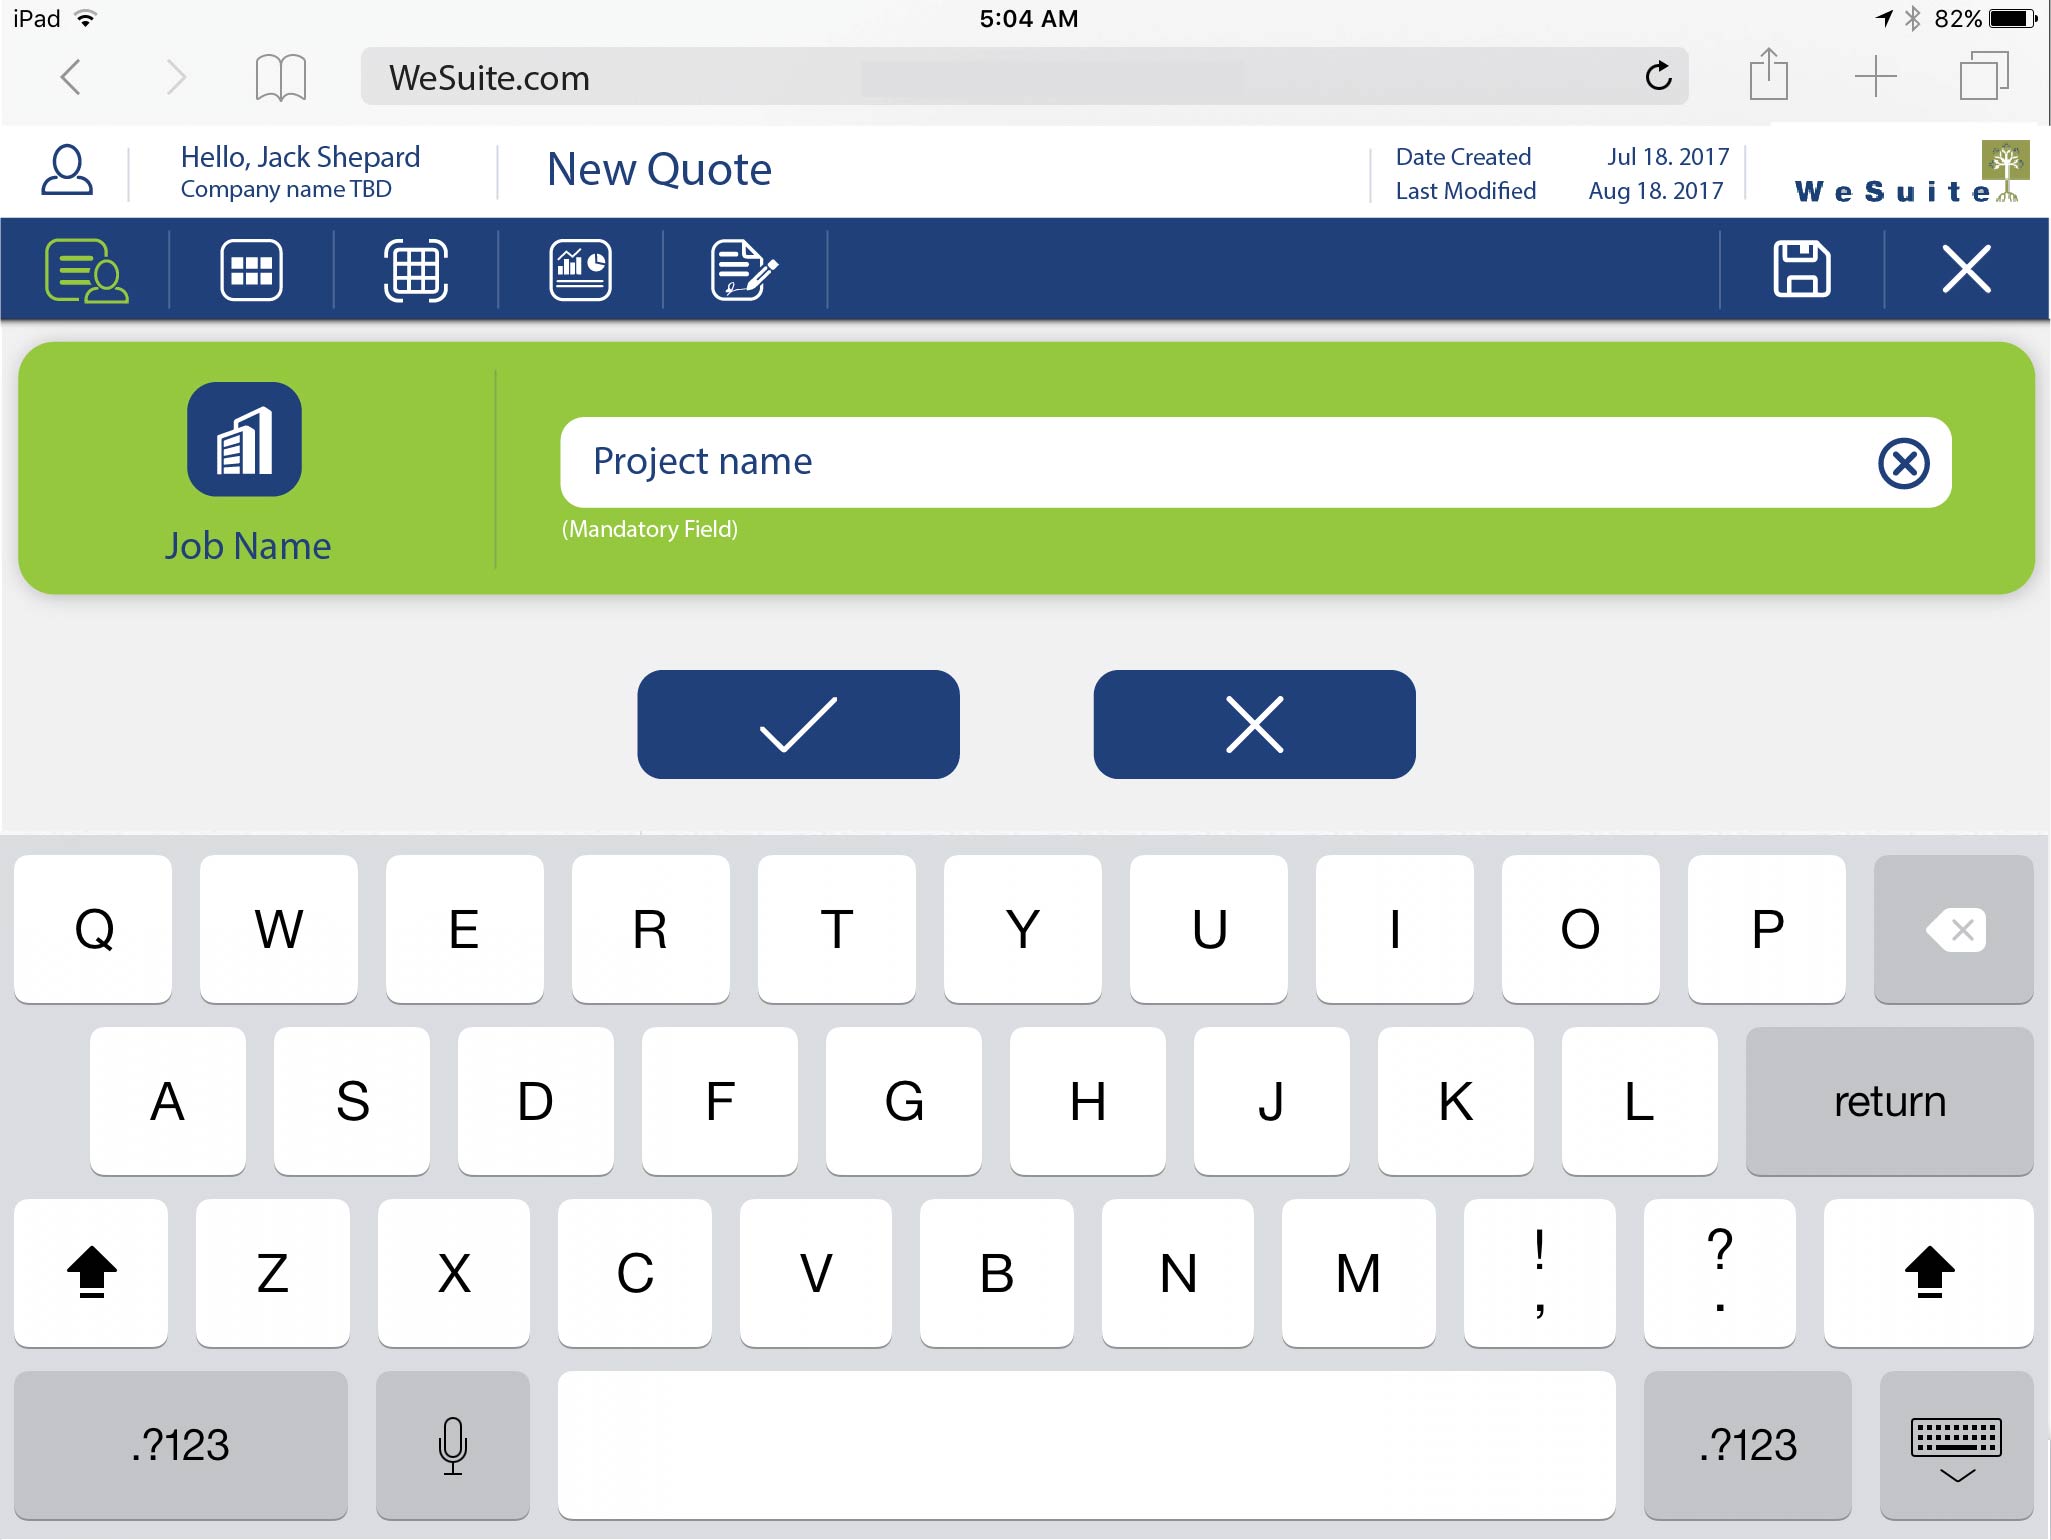 iPad 5:04 AM 82%
WeSuite.com
Hello, Jack Shepard
Company name TBD
New Quote
Date Created Jul 18. 2017
Last Modified Aug 18. 2017
WeSuite
Project name
(Mandatory Field)
Job Name
Q W E R T Y U I O P
A S D F G H J K L return
Z X C V B N M ! , ? .
.?123 .?123